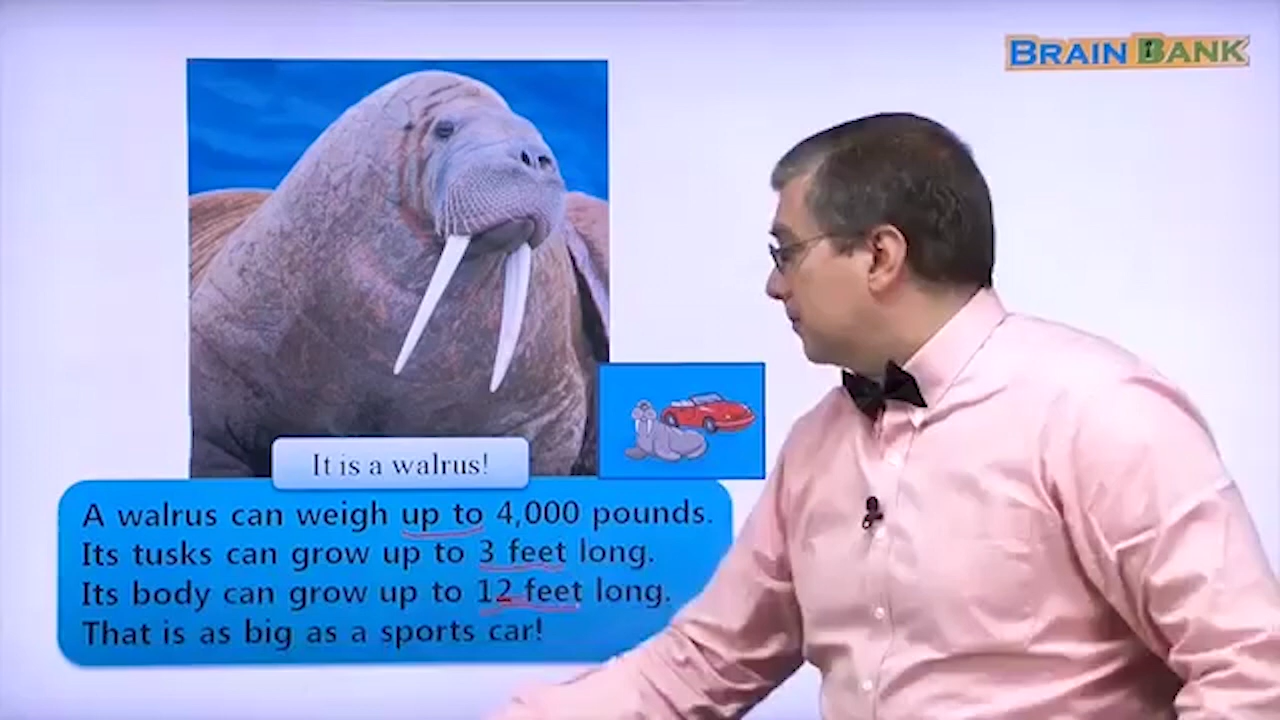 BRAIN BANK
It is a walrus!
A walrus can weigh up to 4,000 pounds.
Its tusks can grow up to 3 feet long.
Its body can grow up to 12 feet long.
That is as big as a sports car!